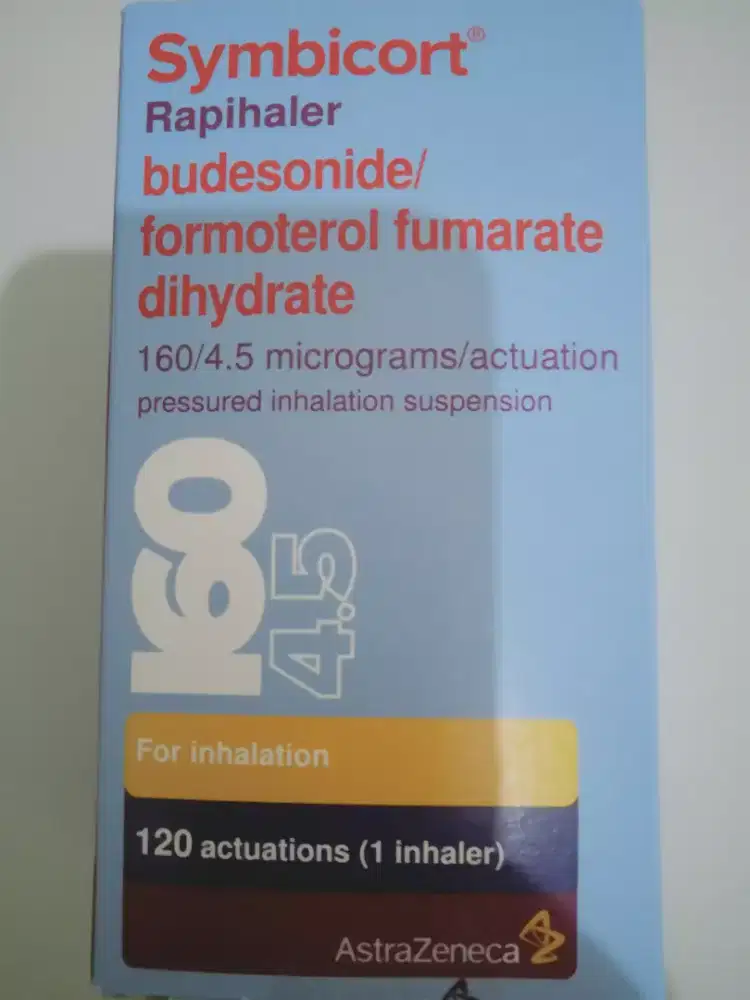 Symbicort®
Rapihaler
budesonide/
formoterol fumarate
dihydrate
160/4.5 micrograms/actuation
pressured inhalation suspension
160
4.5
For inhalation
120 actuations (1 inhaler)
AstraZeneca